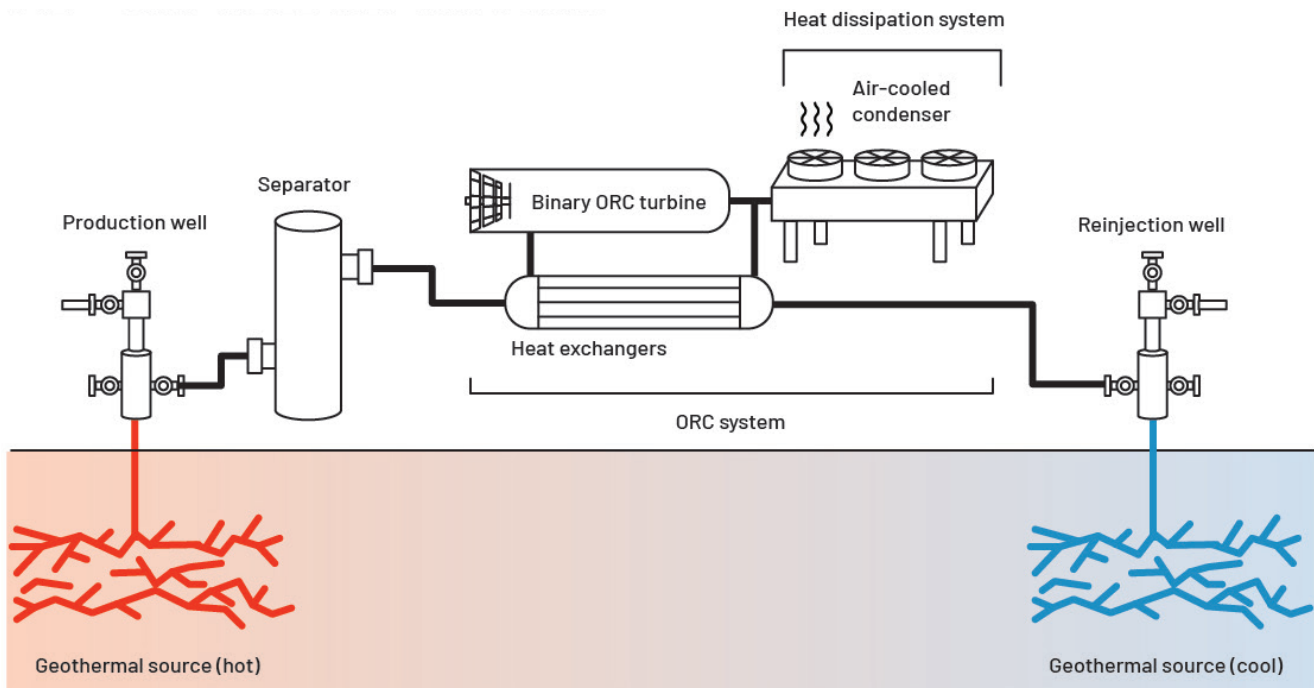 Heat dissipation system
Air-cooled
condenser
Separator
Binary ORC turbine
Production well
Reinjection well
Heat exchangers
ORC system
Geothermal source (hot)
Geothermal source (cool)